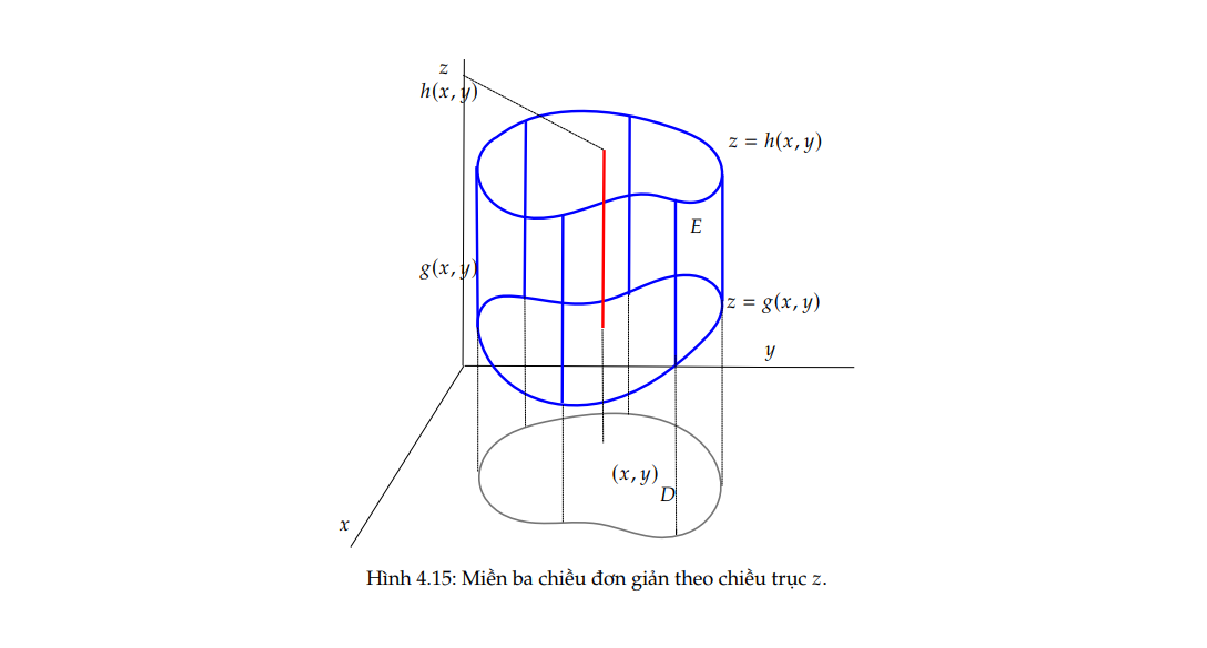 z
h(x, y)
z = h(x, y)
E
g(x, y)
z = g(x, y)
y
(x, y)
D
x
Hình 4.15: Miền ba chiều đơn giản theo chiều trục z.